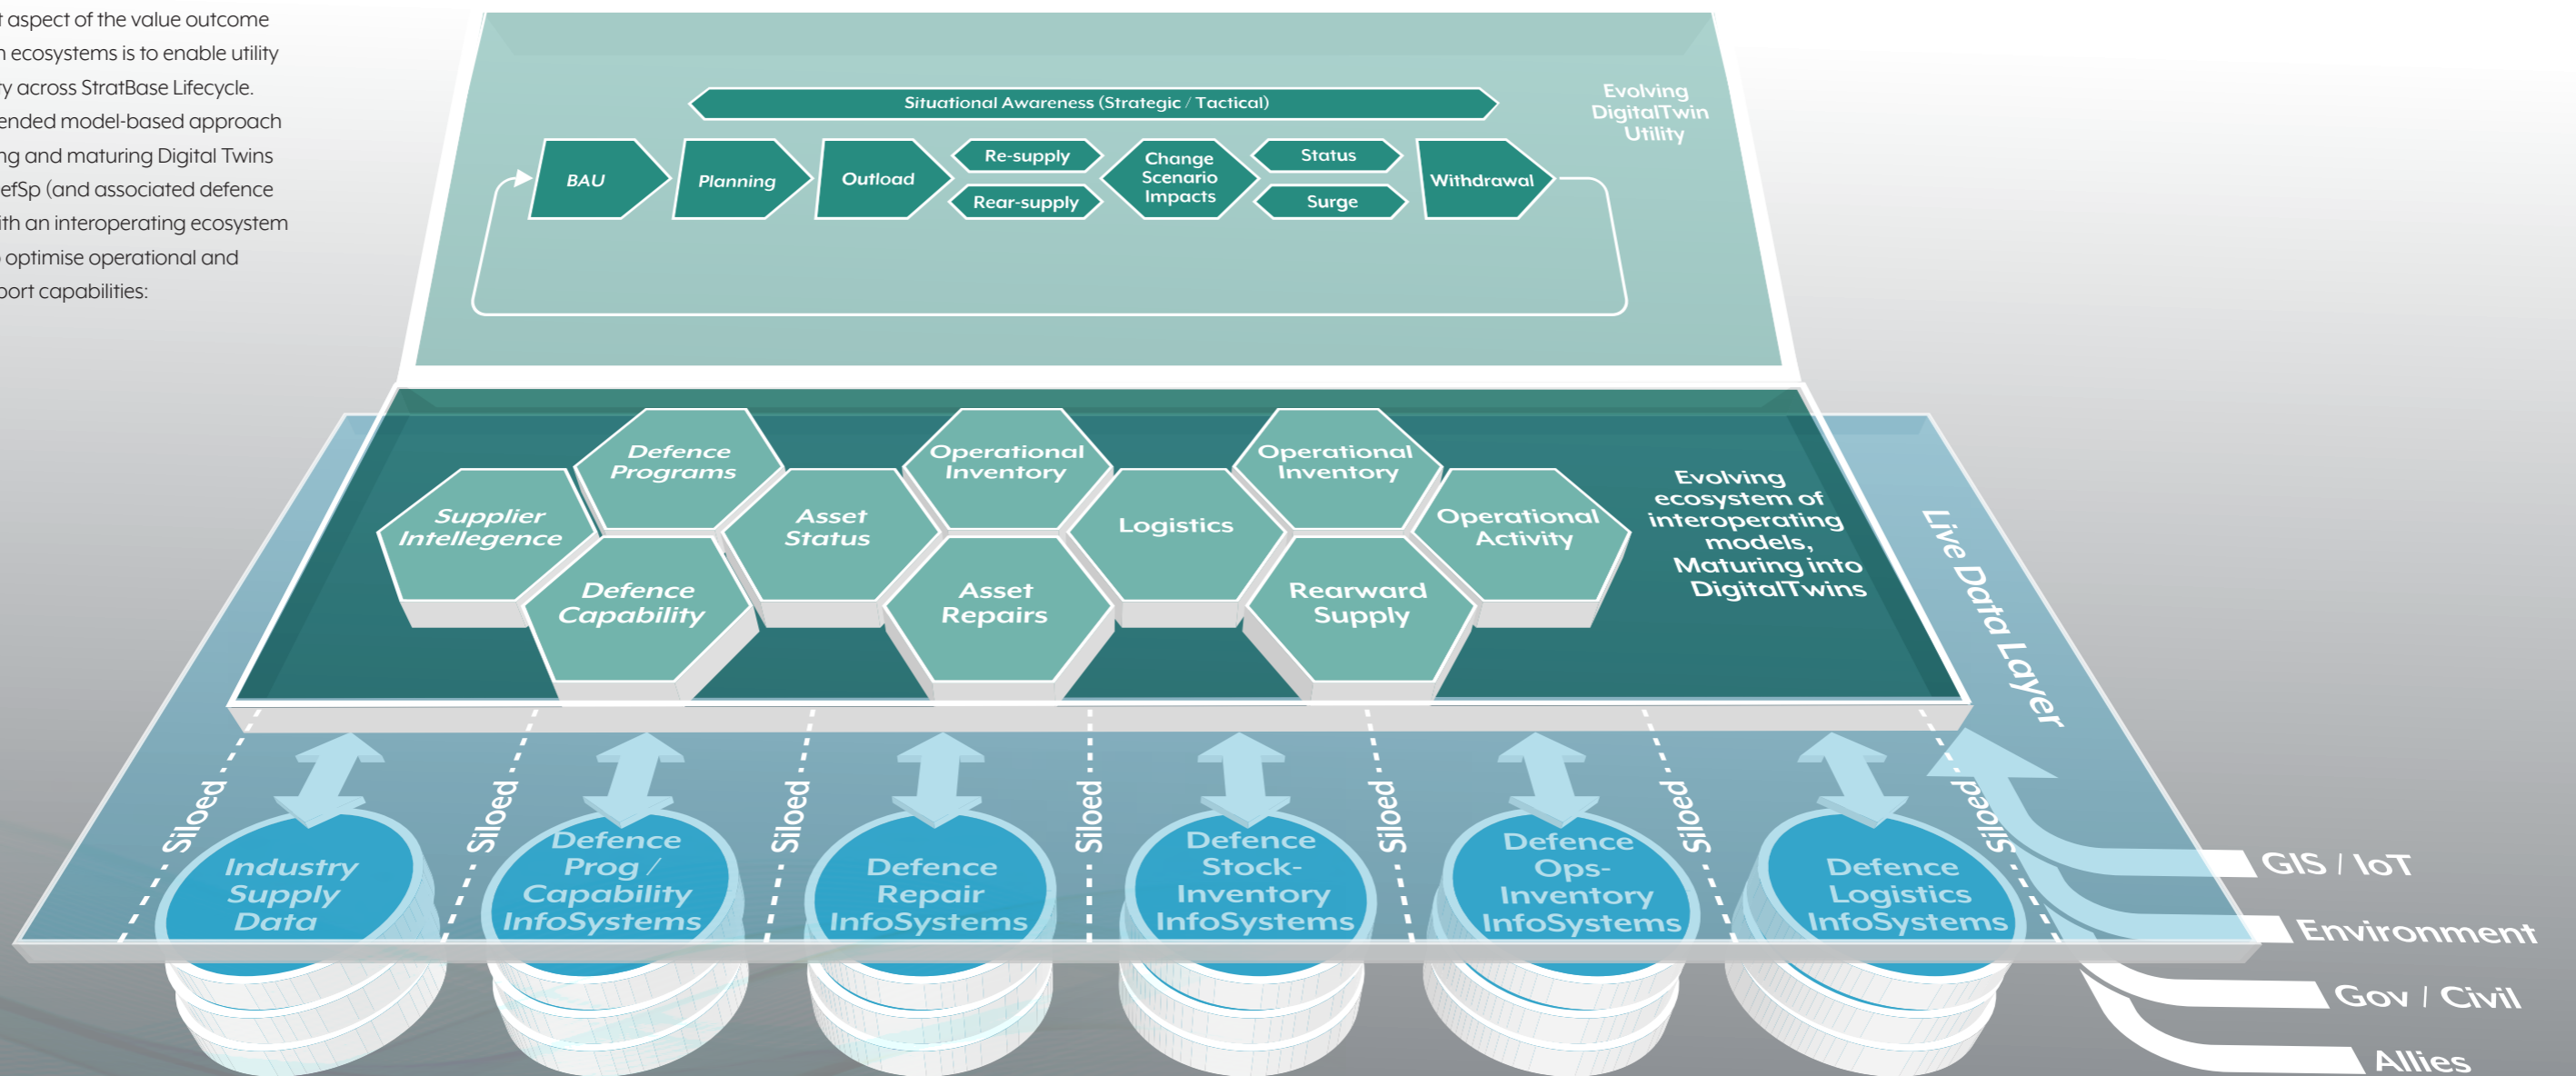 t aspect of the value outcome
n ecosystems is to enable utility
ty across StratBase Lifecycle.
ended model-based approach
ng and maturing Digital Twins
efSp (and associated defence
ith an interoperating ecosystem
o optimise operational and
port capabilities:
Situational Awareness (Strategic / Tactical)
Evolving
DigitalTwin
Utility
BAU
Planning
Outload
Re-supply
Rear-supply
Change
Scenario
Impacts
Status
Surge
Withdrawal
Supplier
Intellegence
Defence
Programs
Defence
Capability
Asset
Status
Operational
Inventory
Asset
Repairs
Logistics
Operational
Inventory
Rearward
Supply
Operational
Activity
Evolving
ecosystem of
interoperating
models,
Maturing into
DigitalTwins
Live Data Layer
Siloed
Siloed
Siloed
Siloed
Siloed
Siloed
Siloed
Industry
Supply
Data
Defence
Prog /
Capability
InfoSystems
Defence
Repair
InfoSystems
Defence
Stock-
Inventory
InfoSystems
Defence
Ops-
Inventory
InfoSystems
Defence
Logistics
InfoSystems
GIS / IoT
Environment
Gov / Civil
Allies